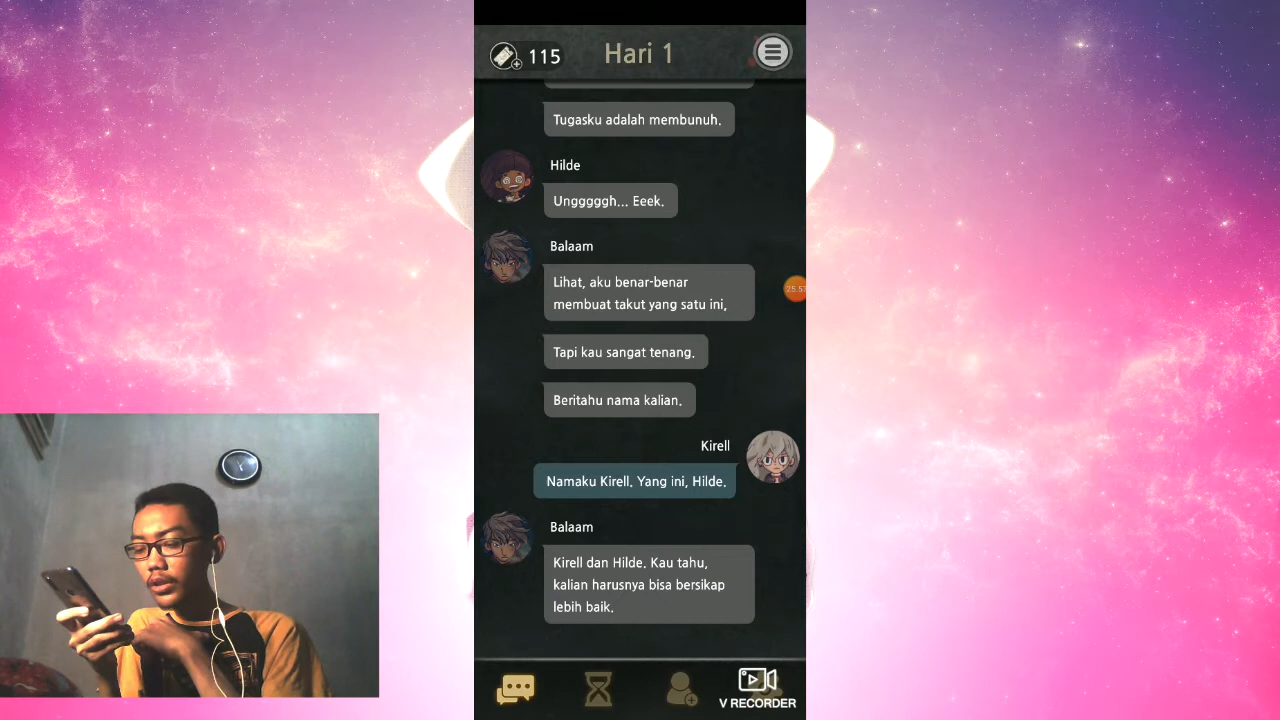 115
Hari 1
Tugasku adalah membunuh.
Hilde
Unggggh... Eeek.
Balaam
Lihat, aku benar-benar
membuat takut yang satu ini,
Tapi kau sangat tenang.
Beritahu nama kalian.
Kirell
Namaku Kirell. Yang ini, Hilde.
Balaam
Kirell dan Hilde. Kau tahu,
kalian harusnya bisa bersikap
lebih baik.
V RECORDER